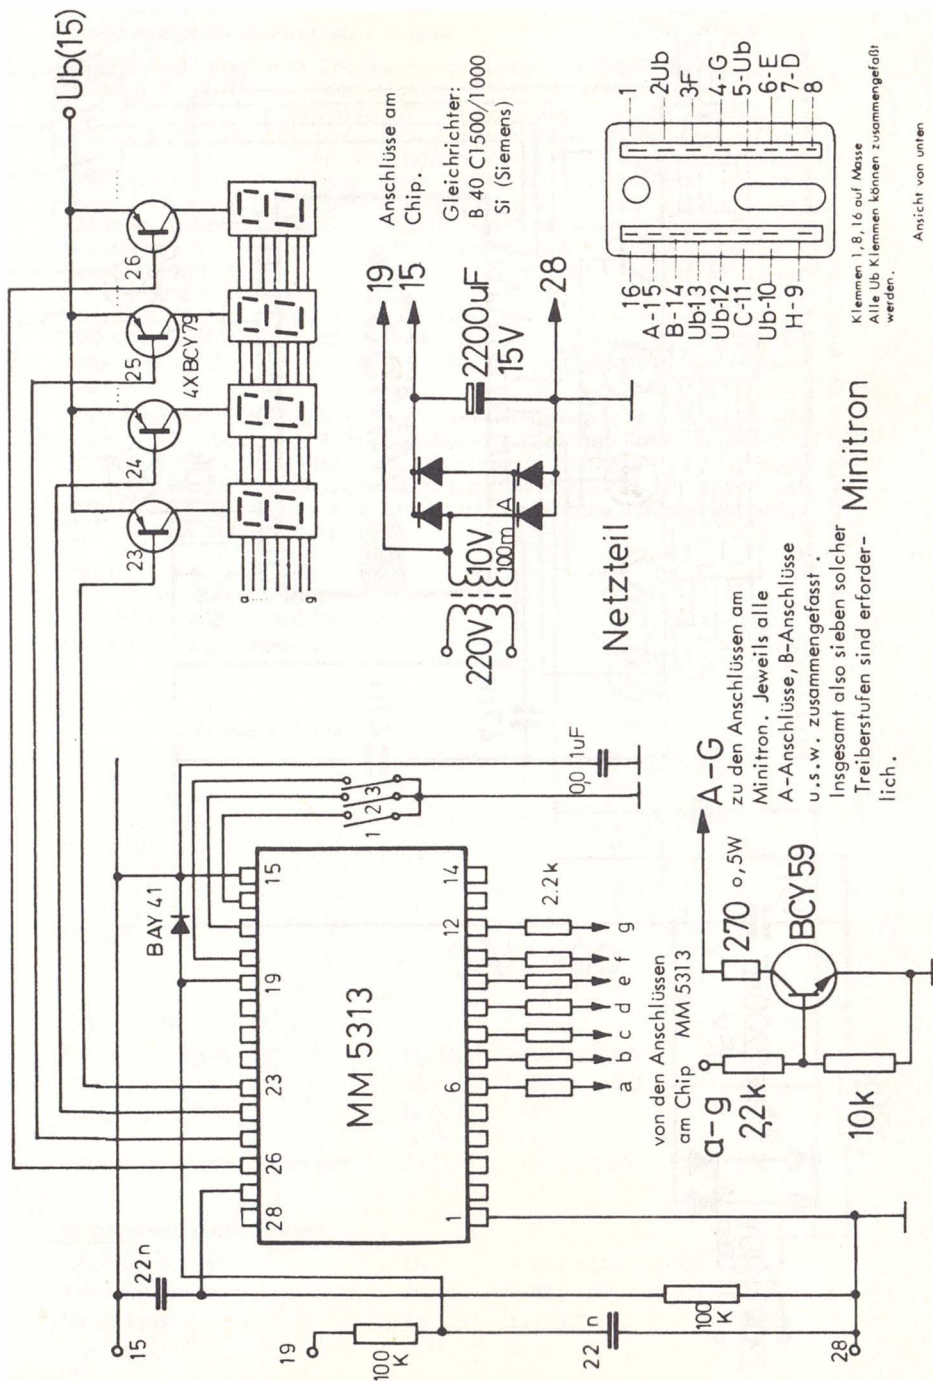 Ub(15)
15
22n
BAY 41
23
24
25
26
4XBCY79
a
g
28
26
23
19
15
MM 5313
1
6
12
14
1 2 3
0,01uF
2.2k
a b c d e f g
19
100
K
22
n
100
K
28
von den Anschlüssen
am Chip MM 5313
a-g
2,2k
10k
270 0,5W
BCY59
A-G
zu den Anschlüssen am
Minitron. Jeweils alle
A-Anschlüsse, B-Anschlüsse
u.s.w. zusammengefasst.
Insgesamt also sieben solcher
Treiberstufen sind erforder-
lich.
220V
10V
100m A
Netzteil
19
15
2200uF
15V
28
Anschlüsse am
Chip.
Gleichrichter:
B 40 C1500/1000
Si (Siemens)
16
A-15
B-14
Ub-13
Ub-12
C-11
Ub-10
H-9
1
2Ub
3F
4-G
5-Ub
6-E
7-D
8
Minitron
Klemmen 1,8,16 auf Masse
Alle Ub Klemmen können zusammengefaßt
werden.
Ansicht von unten